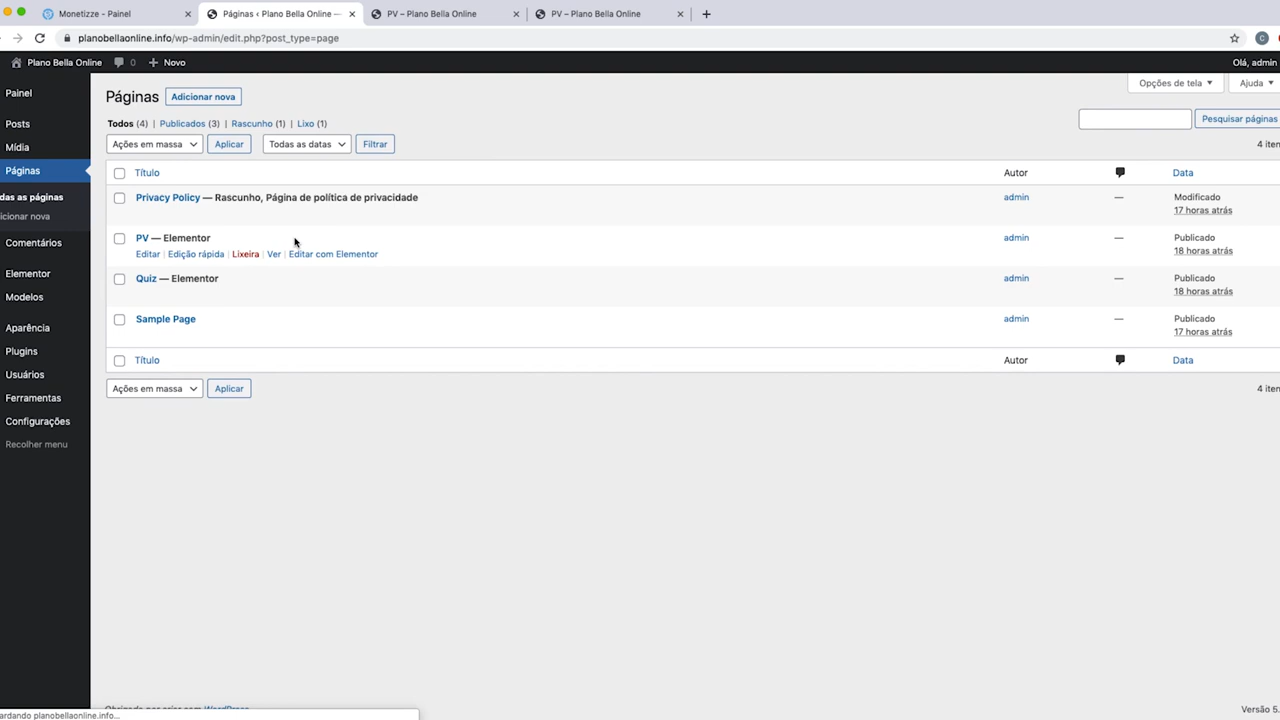 Monetizze - Painel
Páginas ‹ Plano Bella Online —
PV – Plano Bella Online
PV – Plano Bella Online
planobellaonline.info/wp-admin/edit.php?post_type=page
C
Plano Bella Online
0
Novo
Olá, admin
Painel
Posts
Mídia
Páginas
das as páginas
icionar nova
Comentários
Elementor
Modelos
Aparência
Plugins
Usuários
Ferramentas
Configurações
Recolher menu
Opções de tela
Ajuda
Páginas
Adicionar nova
Todos (4) | Publicados (3) | Rascunho (1) | Lixo (1)
Pesquisar páginas
Ações em massa
Aplicar
Todas as datas
Filtrar
4 iten
Título Autor Data
Privacy Policy — Rascunho, Página de política de privacidade admin — Modificado
17 horas atrás
PV — Elementor admin — Publicado
Editar | Edição rápida | Lixeira | Ver | Editar com Elementor 18 horas atrás
Quiz — Elementor admin — Publicado
18 horas atrás
Sample Page admin — Publicado
17 horas atrás
Título Autor Data
Ações em massa
Aplicar
4 iten
ardando planobellaonline.info...
Versão 5.